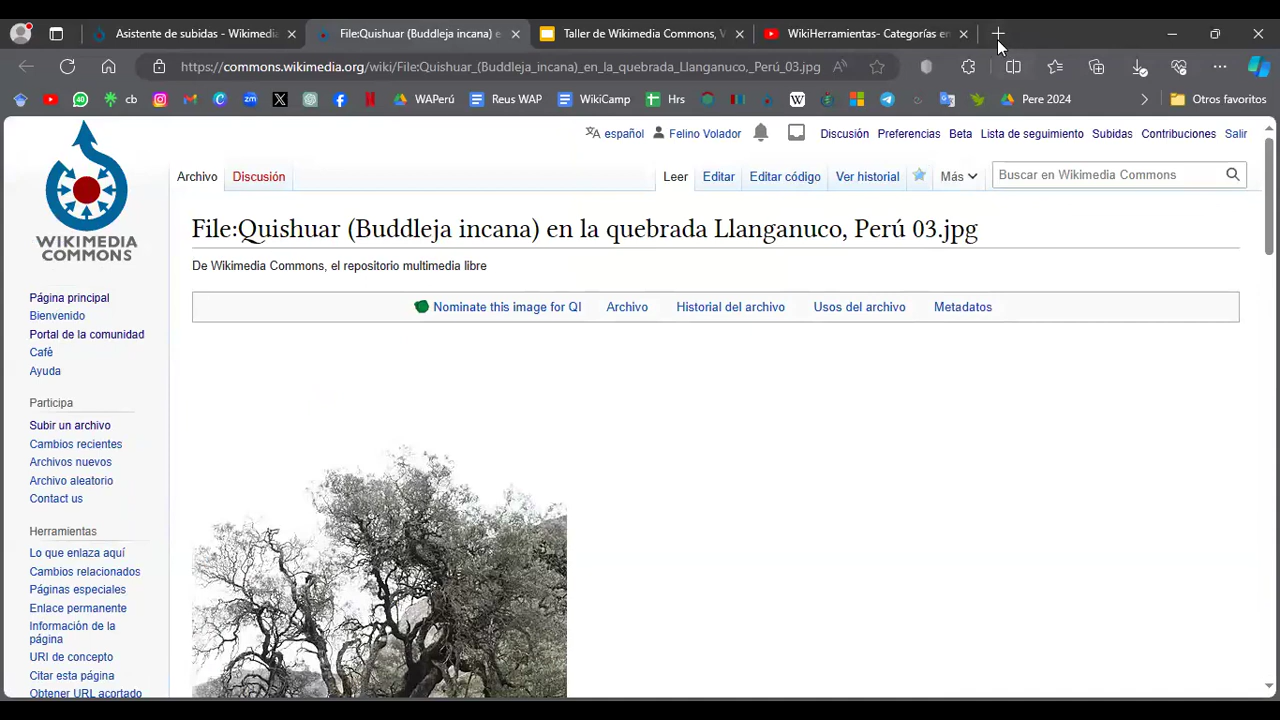 Asistente de subidas - Wikimedia
File:Quishuar (Buddleja incana) e
Taller de Wikimedia Commons, V
WikiHerramientas- Categorías en
https://commons.wikimedia.org/wiki/File:Quishuar_(Buddleja_incana)_en_la_quebrada_Llanganuco,_Perú_03.jpg
cb
WAPerú
Reus WAP
WikiCamp
Hrs
Pere 2024
Otros favoritos
español
Felino Volador
Discusión
Preferencias
Beta
Lista de seguimiento
Subidas
Contribuciones
Salir
Archivo
Discusión
Leer
Editar
Editar código
Ver historial
Más
Buscar en Wikimedia Commons
WIKIMEDIA
COMMONS
File:Quishuar (Buddleja incana) en la quebrada Llanganuco, Perú 03.jpg
De Wikimedia Commons, el repositorio multimedia libre
Nominate this image for QI
Archivo
Historial del archivo
Usos del archivo
Metadatos
Página principal
Bienvenido
Portal de la comunidad
Café
Ayuda
Participa
Subir un archivo
Cambios recientes
Archivos nuevos
Archivo aleatorio
Contact us
Herramientas
Lo que enlaza aquí
Cambios relacionados
Páginas especiales
Enlace permanente
Información de la
página
URI de concepto
Citar esta página
Obtener URL acortado